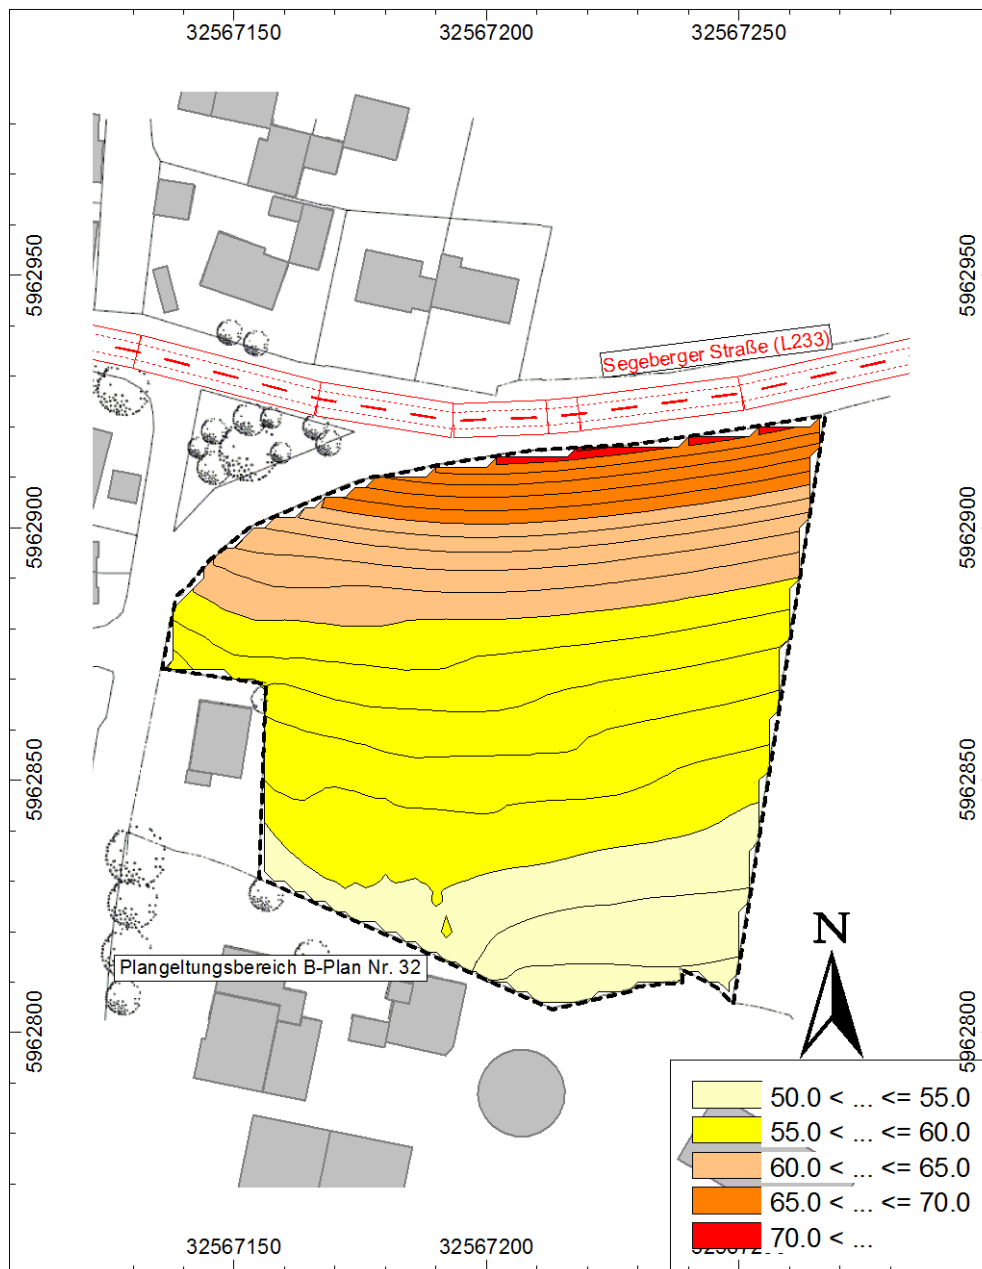 32567150 32567200 32567250
5962950 5962950
Segeberger Straße (L233)
5962900 5962900
5962850 5962850
Plangeltungsbereich B-Plan Nr. 32
N
5962800 5962800
50.0 < ... <= 55.0
55.0 < ... <= 60.0
60.0 < ... <= 65.0
65.0 < ... <= 70.0
70.0 < ...
32567150 32567200